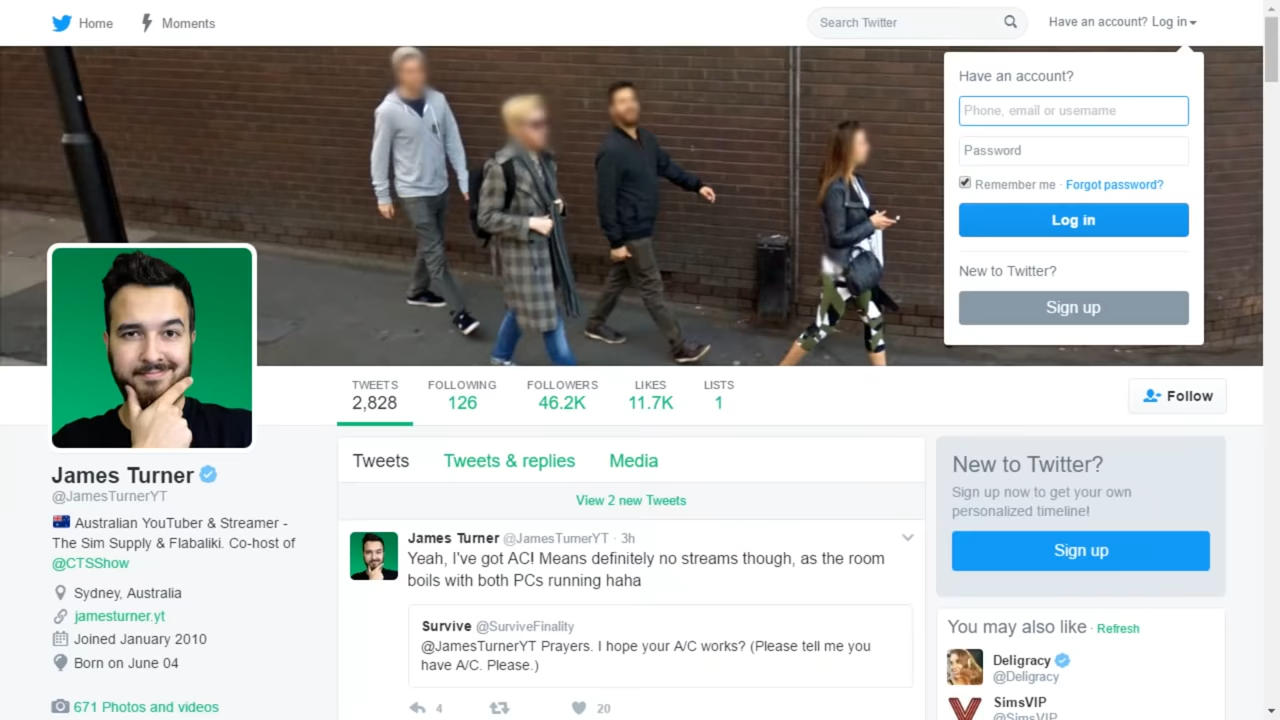 Home
Moments
Search Twitter
Have an account? Log in
Have an account?
Phone, email or username
Password
Remember me · Forgot password?
Log in
New to Twitter?
Sign up
TWEETS
2,828
FOLLOWING
126
FOLLOWERS
46.2K
LIKES
11.7K
LISTS
1
Follow
James Turner
@JamesTurnerYT
Australian YouTuber & Streamer -
The Sim Supply & Flabaliki. Co-host of
@CTSShow
Sydney, Australia
jamesturner.yt
Joined January 2010
Born on June 04
671 Photos and videos
Tweets
Tweets & replies
Media
View 2 new Tweets
James Turner @JamesTurnerYT · 3h
Yeah, I've got AC! Means definitely no streams though, as the room
boils with both PCs running haha
Survive @SurviveFinality
@JamesTurnerYT Prayers. I hope your A/C works? (Please tell me you
have A/C. Please.)
4
20
New to Twitter?
Sign up now to get your own
personalized timeline!
Sign up
You may also like · Refresh
Deligracy
@Deligracy
SimsVIP
@SimsVIP